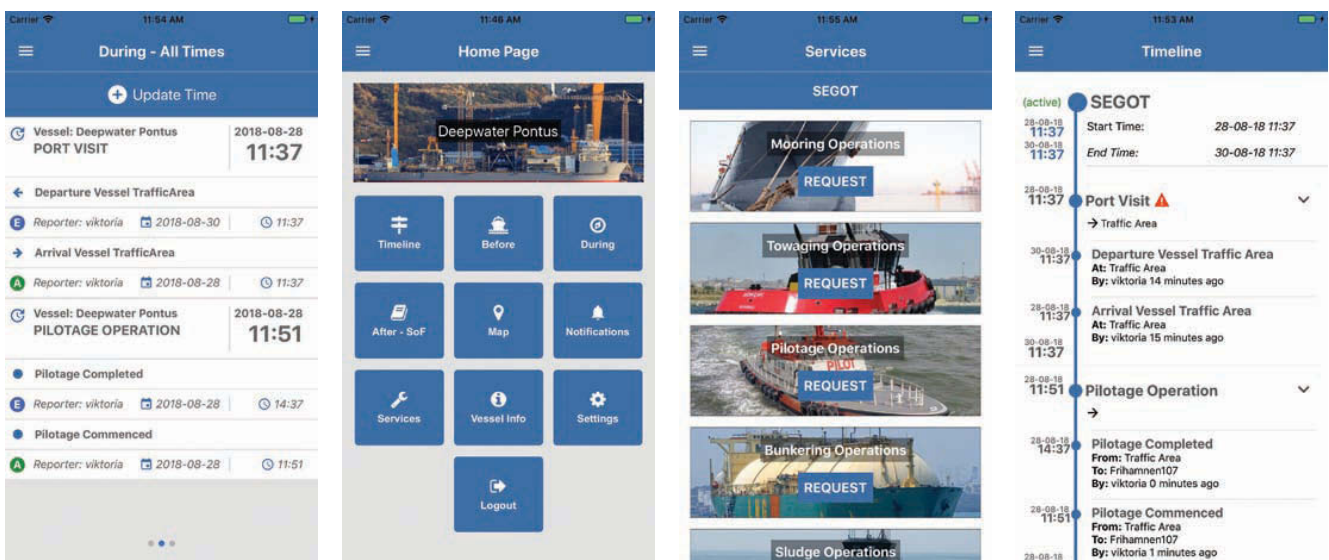 Carrier 11:54 AM
During - All Times
Update Time
Vessel: Deepwater Pontus 2018-08-28
PORT VISIT 11:37
Departure Vessel TrafficArea
E Reporter: viktoria 2018-08-30 11:37
Arrival Vessel TrafficArea
A Reporter: viktoria 2018-08-28 11:37
Vessel: Deepwater Pontus 2018-08-28
PILOTAGE OPERATION 11:51
Pilotage Completed
E Reporter: viktoria 2018-08-28 14:37
Pilotage Commenced
A Reporter: viktoria 2018-08-28 11:51
Carrier 11:46 AM
Home Page
Deepwater Pontus
Timeline Before During
After - SoF Map Notifications
Services Vessel Info Settings
Logout
Carrier 11:55 AM
Services
SEGOT
Mooring Operations
REQUEST
Towaging Operations
REQUEST
Pilotage Operations
PILOT
REQUEST
Bunkering Operations
REQUEST
Sludge Operations
Carrier 11:53 AM
Timeline
(active) SEGOT
28-08-18
11:37 Start Time: 28-08-18 11:37
30-08-18
11:37 End Time: 30-08-18 11:37
28-08-18
11:37 Port Visit
→ Traffic Area
30-08-18
11:37 Departure Vessel Traffic Area
At: Traffic Area
By: viktoria 14 minutes ago
28-08-18
11:37 Arrival Vessel Traffic Area
At: Traffic Area
By: viktoria 15 minutes ago
30-08-18
11:37
28-08-18
11:51 Pilotage Operation
→
28-08-18
14:37 Pilotage Completed
From: Traffic Area
To: Frihamnen107
By: viktoria 0 minutes ago
28-08-18
11:51 Pilotage Commenced
From: Traffic Area
To: Frihamnen107
By: viktoria 1 minutes ago
28-08-18